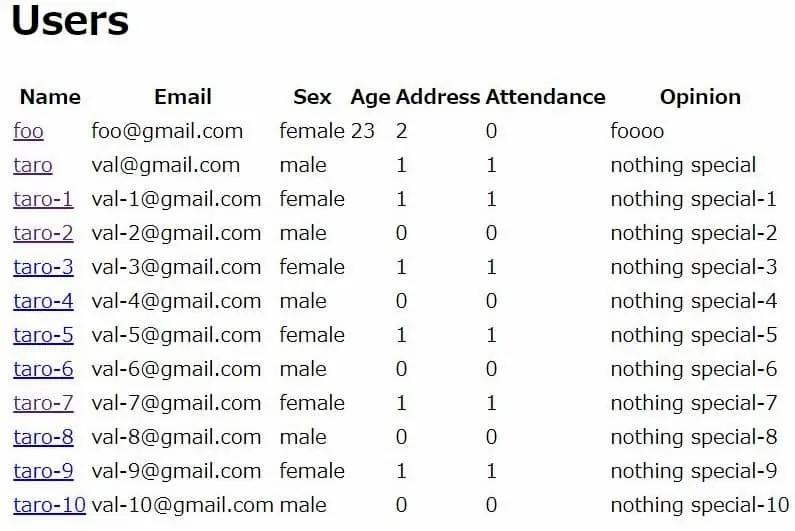 Users
Name Email Sex Age Address Attendance Opinion
foo foo@gmail.com female 23 2 0 foooo
taro val@gmail.com male 1 1 nothing special
taro-1 val-1@gmail.com female 1 1 nothing special-1
taro-2 val-2@gmail.com male 0 0 nothing special-2
taro-3 val-3@gmail.com female 1 1 nothing special-3
taro-4 val-4@gmail.com male 0 0 nothing special-4
taro-5 val-5@gmail.com female 1 1 nothing special-5
taro-6 val-6@gmail.com male 0 0 nothing special-6
taro-7 val-7@gmail.com female 1 1 nothing special-7
taro-8 val-8@gmail.com male 0 0 nothing special-8
taro-9 val-9@gmail.com female 1 1 nothing special-9
taro-10 val-10@gmail.com male 0 0 nothing special-10